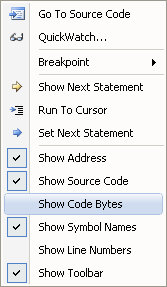 Go To Source Code
QuickWatch...
Breakpoint
Show Next Statement
Run To Cursor
Set Next Statement
Show Address
Show Source Code
Show Code Bytes
Show Symbol Names
Show Line Numbers
Show Toolbar